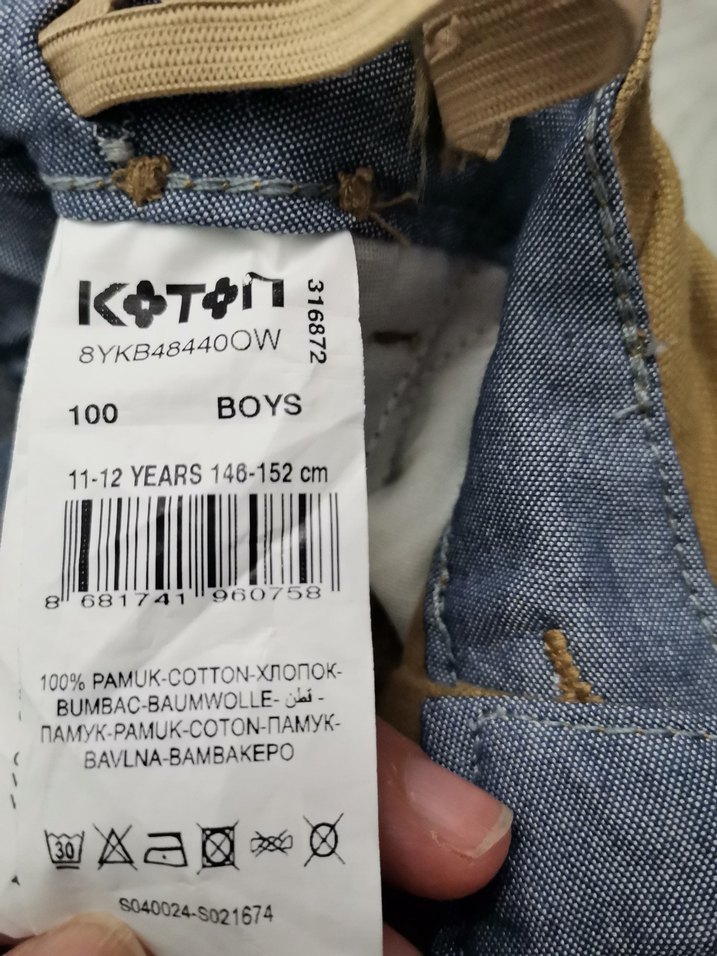 KOTON
316872
8YKB48440OW
100 BOYS
11-12 YEARS 146-152 cm
8 681741 960758
100% PAMUK-COTTON-ХЛОПОК-
BUMBAC-BAUMWOLLE- قطن -
ПАМУК-PAMUK-COTON-ПАМУК-
BAVLNA-BAMBAKEPO
30
S040024-S021674